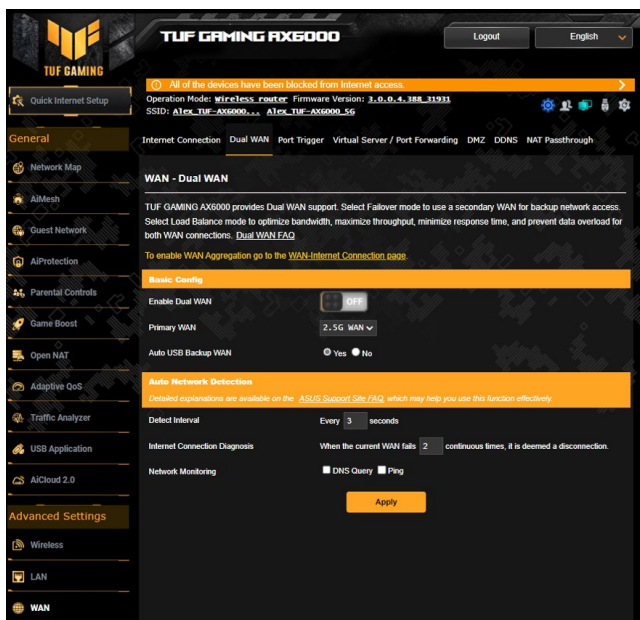 TUF GAMING
TUF GAMING AX6000
Logout
English
All of the devices have been blocked from Internet access.
Quick Internet Setup
Operation Mode: Wireless router Firmware Version: 3.0.0.4.388_31931
SSID: Alex_TUF-AX6000... Alex_TUF-AX6000_5G
General
Internet Connection Dual WAN Port Trigger Virtual Server / Port Forwarding DMZ DDNS NAT Passthrough
Network Map
AiMesh
Guest Network
AiProtection
Parental Controls
Game Boost
Open NAT
Adaptive QoS
Traffic Analyzer
USB Application
AiCloud 2.0
Advanced Settings
Wireless
LAN
WAN
WAN - Dual WAN
TUF GAMING AX6000 provides Dual WAN support. Select Failover mode to use a secondary WAN for backup network access.
Select Load Balance mode to optimize bandwidth, maximize throughput, minimize response time, and prevent data overload for
both WAN connections. Dual WAN FAQ
To enable WAN Aggregation go to the WAN-Internet Connection page.
Basic Config
Enable Dual WAN OFF
Primary WAN 2.5G WAN
Auto USB Backup WAN Yes No
Auto Network Detection
Detailed explanations are available on the ASUS Support Site FAQ, which may help you use this function effectively.
Detect Interval Every 3 seconds
Internet Connection Diagnosis When the current WAN fails 2 continuous times, it is deemed a disconnection.
Network Monitoring DNS Query Ping
Apply